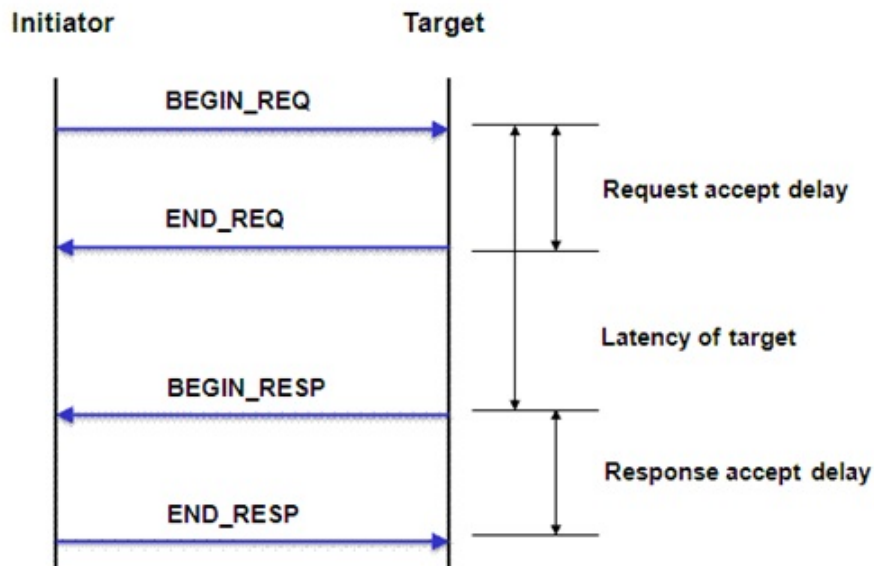 Initiator
Target
BEGIN_REQ
Request accept delay
END_REQ
Latency of target
BEGIN_RESP
Response accept delay
END_RESP